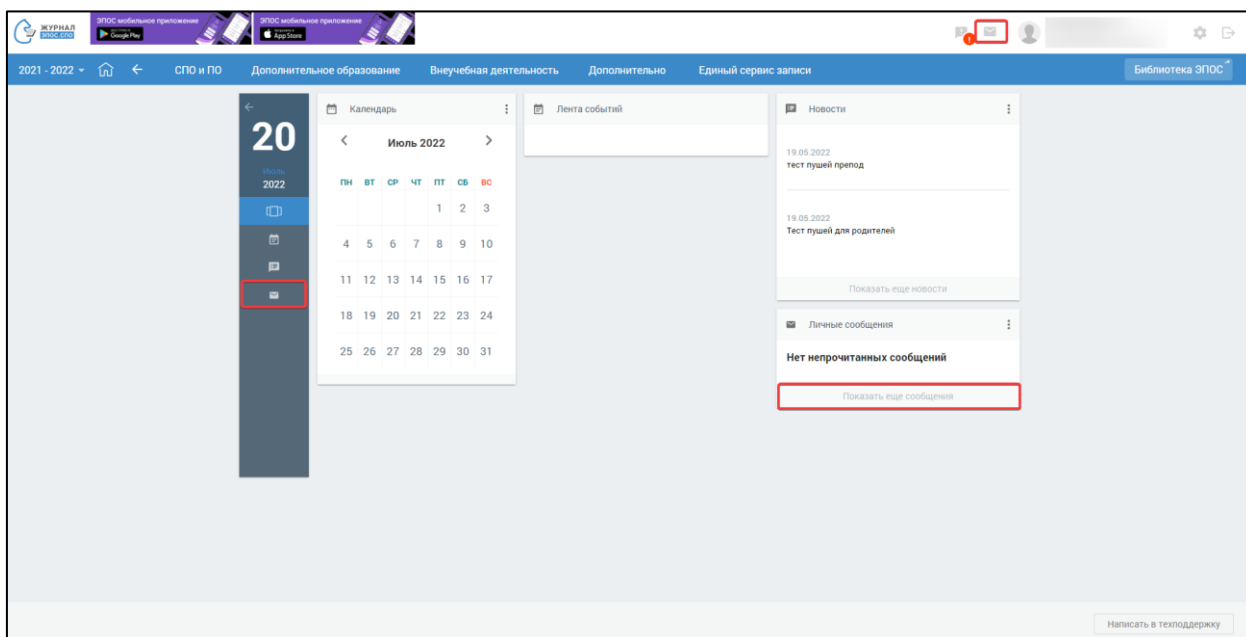 ЖУРНАЛ
ЭПОС.СПО
ЭПОС мобильное приложение
Google Play
ЭПОС мобильное приложение
App Store
2021 - 2022
СПО и ПО
Дополнительное образование
Внеучебная деятельность
Дополнительно
Единый сервис записи
Библиотека ЭПОС
20
Июль
2022
Календарь
Июль 2022
ПН ВТ СР ЧТ ПТ СБ ВС
1 2 3
4 5 6 7 8 9 10
11 12 13 14 15 16 17
18 19 20 21 22 23 24
25 26 27 28 29 30 31
Лента событий
Новости
19.05.2022
тест пушей препод
19.05.2022
Тест пушей для родителей
Показать еще новости
Личные сообщения
Нет непрочитанных сообщений
Показать еще сообщения
Написать в техподдержку